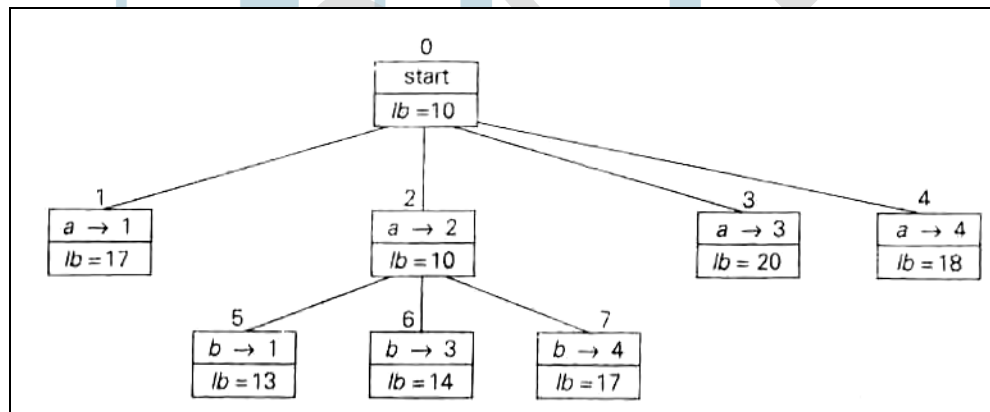 0
start
lb = 10
1
a → 1
lb = 17
2
a → 2
lb = 10
3
a → 3
lb = 20
4
a → 4
lb = 18
5
b → 1
lb = 13
6
b → 3
lb = 14
7
b → 4
lb = 17